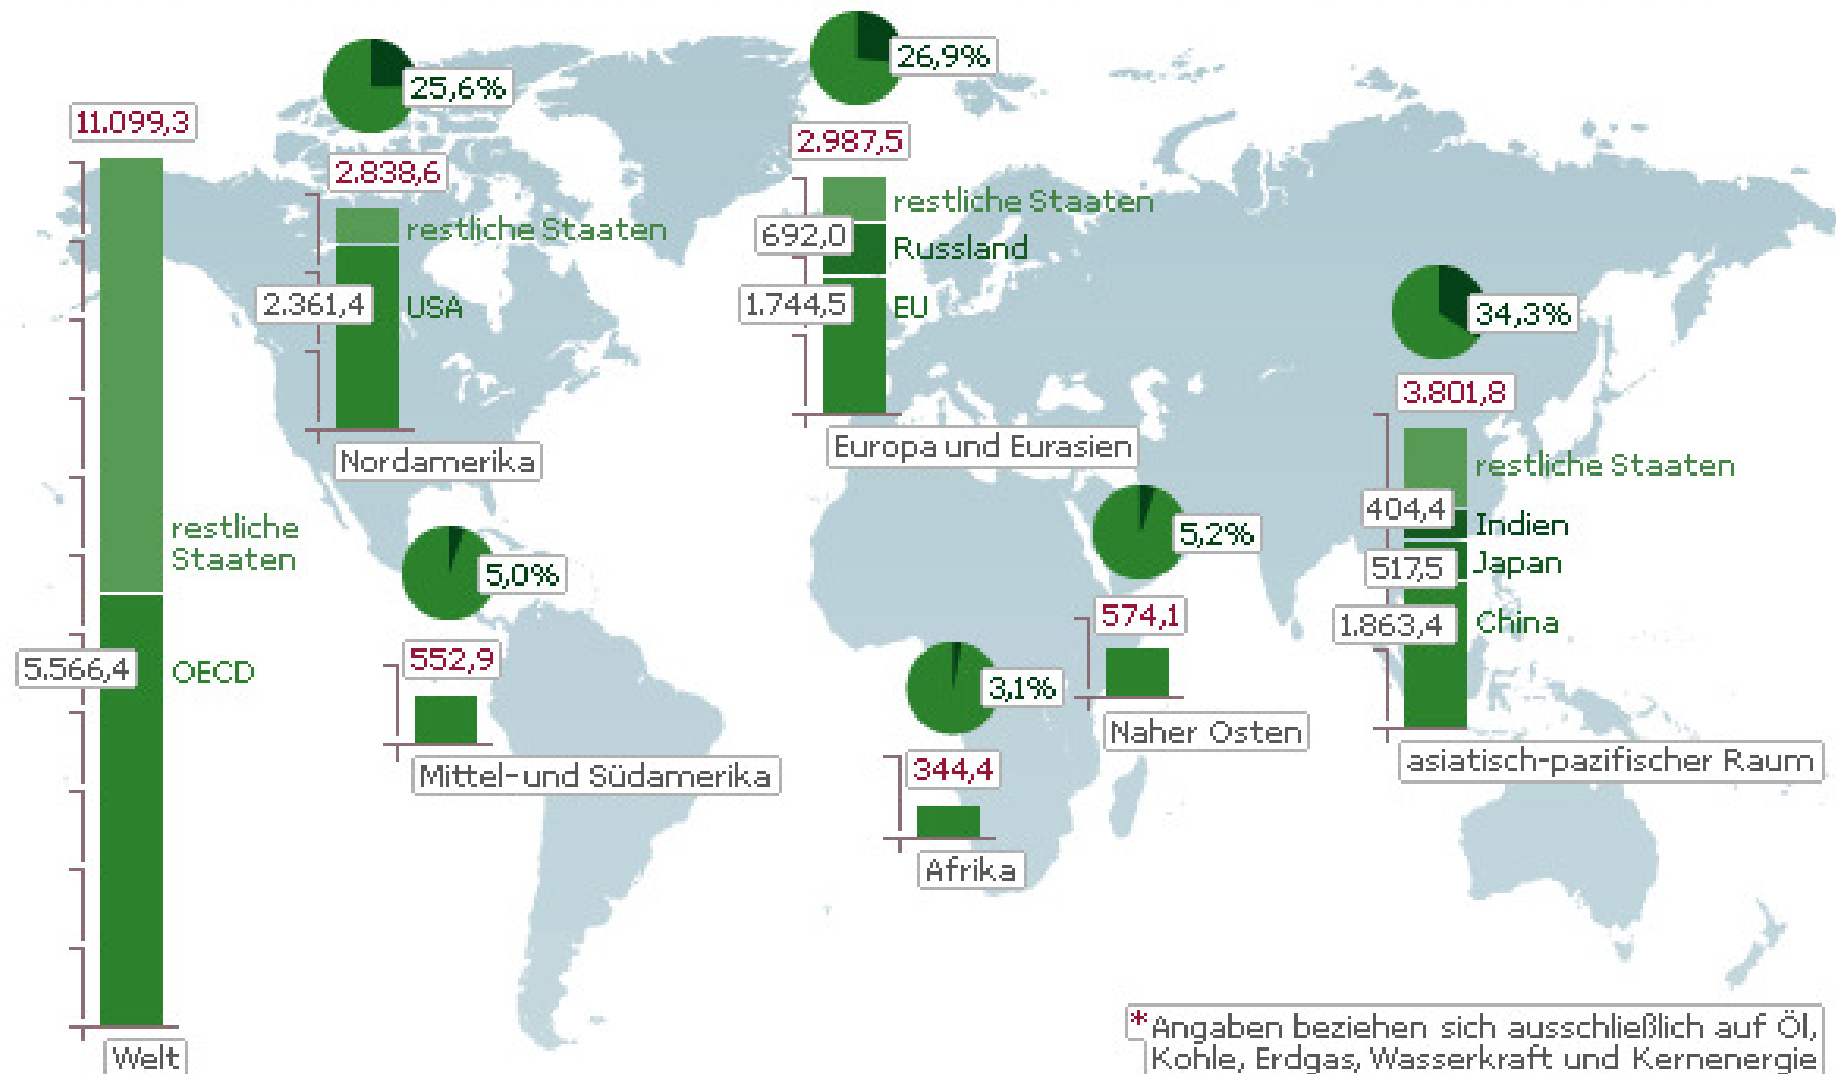 11.099,3
restliche
Staaten
5.566,4
OECD
Welt
25,6%
2.838,6
restliche Staaten
2.361,4
USA
Nordamerika
5,0%
552,9
Mittel-und Südamerika
26,9%
2.987,5
restliche Staaten
692,0
Russland
1.744,5
EU
Europa und Eurasien
3,1%
344,4
Afrika
5,2%
574,1
Naher Osten
34,3%
3.801,8
restliche Staaten
404,4
Indien
517,5
Japan
1.863,4
China
asiatisch-pazifischer Raum
*Angaben beziehen sich ausschließlich auf Öl,
Kohle, Erdgas, Wasserkraft und Kernenergie